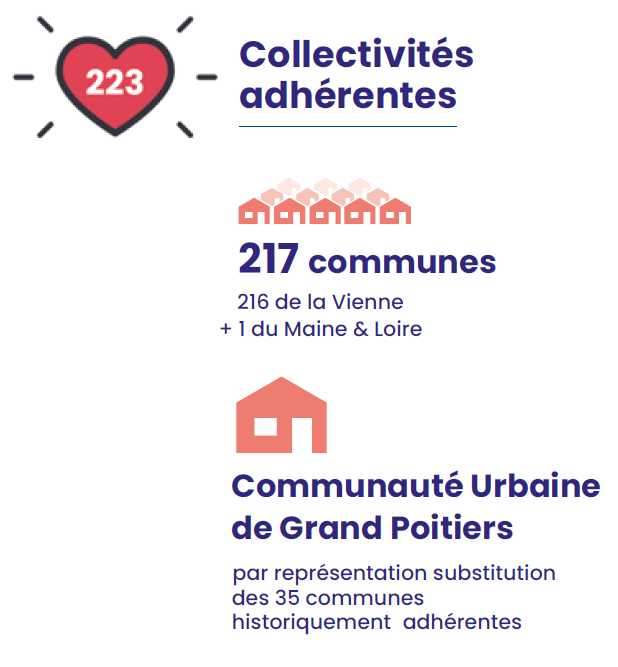 223
Collectivités
adhérentes
217 communes
216 de la Vienne
+ 1 du Maine & Loire
Communauté Urbaine
de Grand Poitiers
par représentation substitution
des 35 communes
historiquement adhérentes